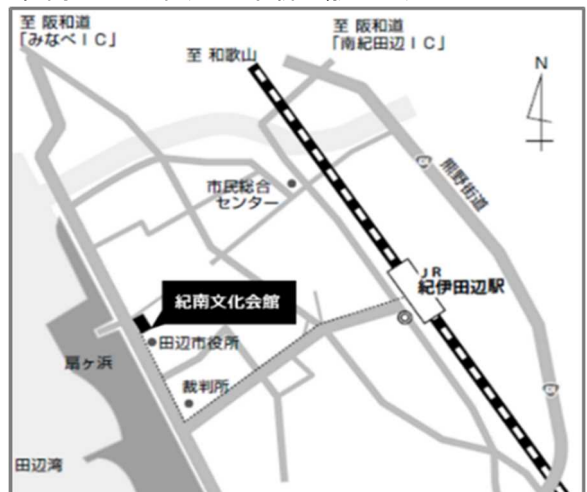 至 阪和道
「みなべIC」
至 和歌山
至 阪和道
「南紀田辺IC」
N
熊野街道
市民総合
センター
JR
紀伊田辺駅
紀南文化会館
田辺市役所
扇ヶ浜
裁判所
田辺湾